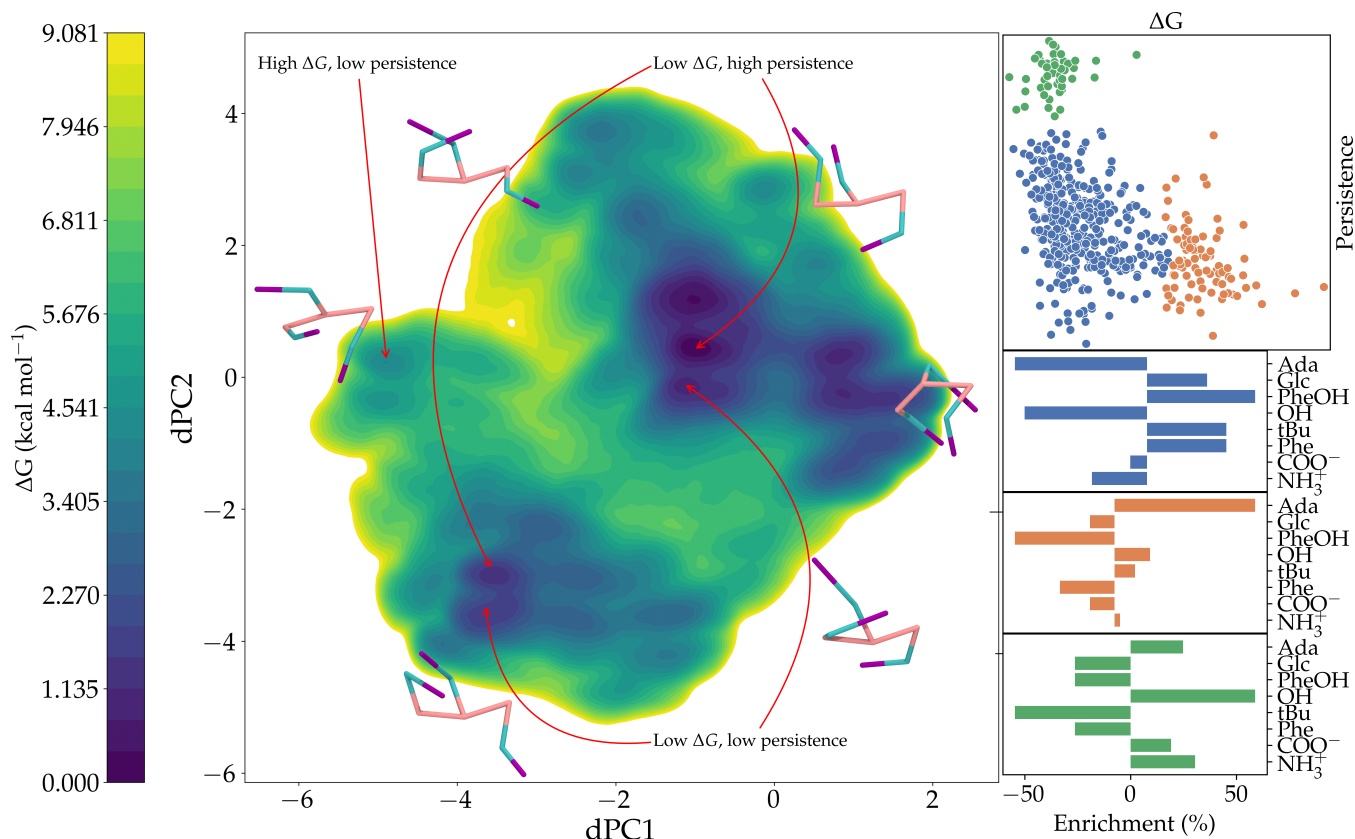 ΔG
9.081
7.946
6.811
5.676
4.541
3.405
2.270
1.135
0.000
ΔG (kcal mol⁻¹)
High ΔG, low persistence
Low ΔG, high persistence
Low ΔG, low persistence
4
2
0
−2
−4
−6
dPC2
−6
−4
−2
0
2
dPC1
Persistence
Ada
Glc
PheOH
OH
tBu
Phe
COO⁻
NH₃⁺
Ada
Glc
PheOH
OH
tBu
Phe
COO⁻
NH₃⁺
Ada
Glc
PheOH
OH
tBu
Phe
COO⁻
NH₃⁺
−50
0
50
Enrichment (%)